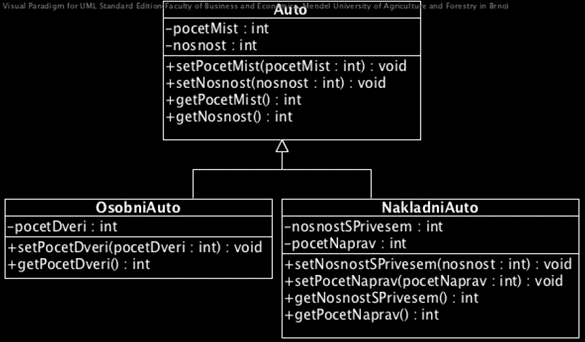 Visual Paradigm for UML Standard Edition(Faculty of Business and Economics, Mendel University of Agriculture and Forestry in Brno)
Auto
-pocetMist : int
-nosnost : int
+setPocetMist(pocetMist : int) : void
+setNosnost(nosnost : int) : void
+getPocetMist() : int
+getNosnost() : int
OsobniAuto
-pocetDveri : int
+setPocetDveri(pocetDveri : int) : void
+getPocetDveri() : int
NakladniAuto
-nosnostSPrivesem : int
-pocetNaprav : int
+setNosnostSPrivesem(nosnost : int) : void
+setPocetNaprav(pocetNaprav : int) : void
+getNosnostSPrivesem() : int
+getPocetNaprav() : int